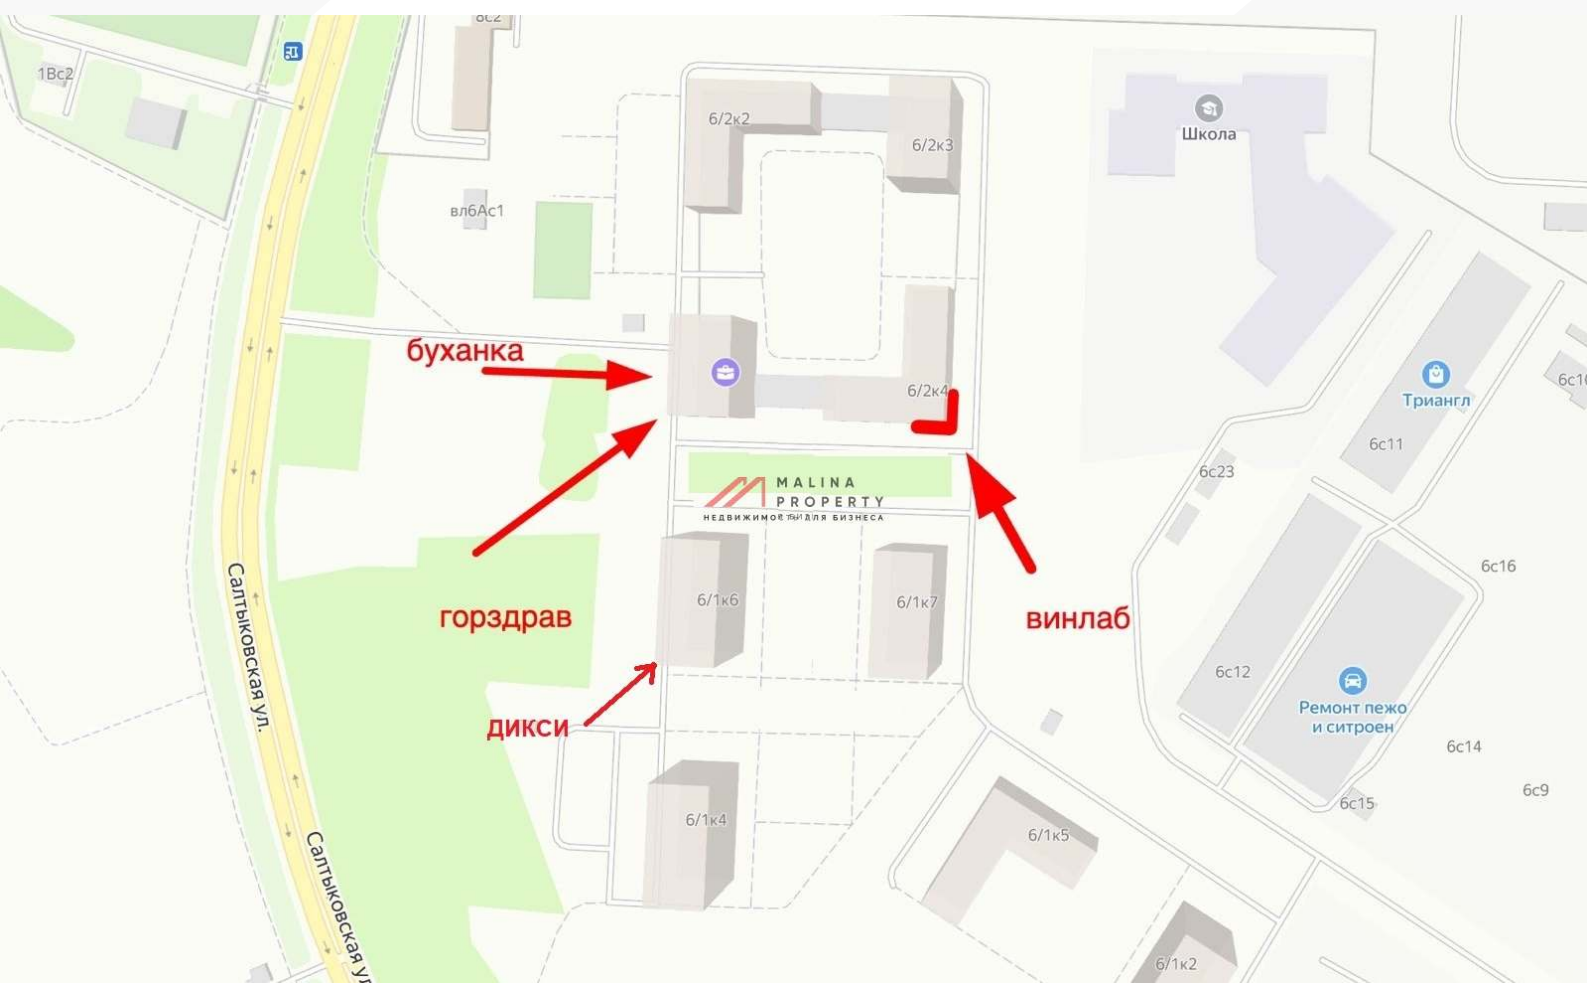 8с2
1Вс2
6/2к2
Школа
6/2к3
вл6Ас1
буханка
6/2к4
Триангл
6с10
6с11
6с23
MALINA
PROPERTY
горздрав
6/1к6
6/1к7
винлаб
6с16
Салтыковская ул.
6с12
дикси
Ремонт пежо
и ситроен
6с14
6с9
6с15
6/1к4
6/1к5
Салтыковская ул
6/1к2